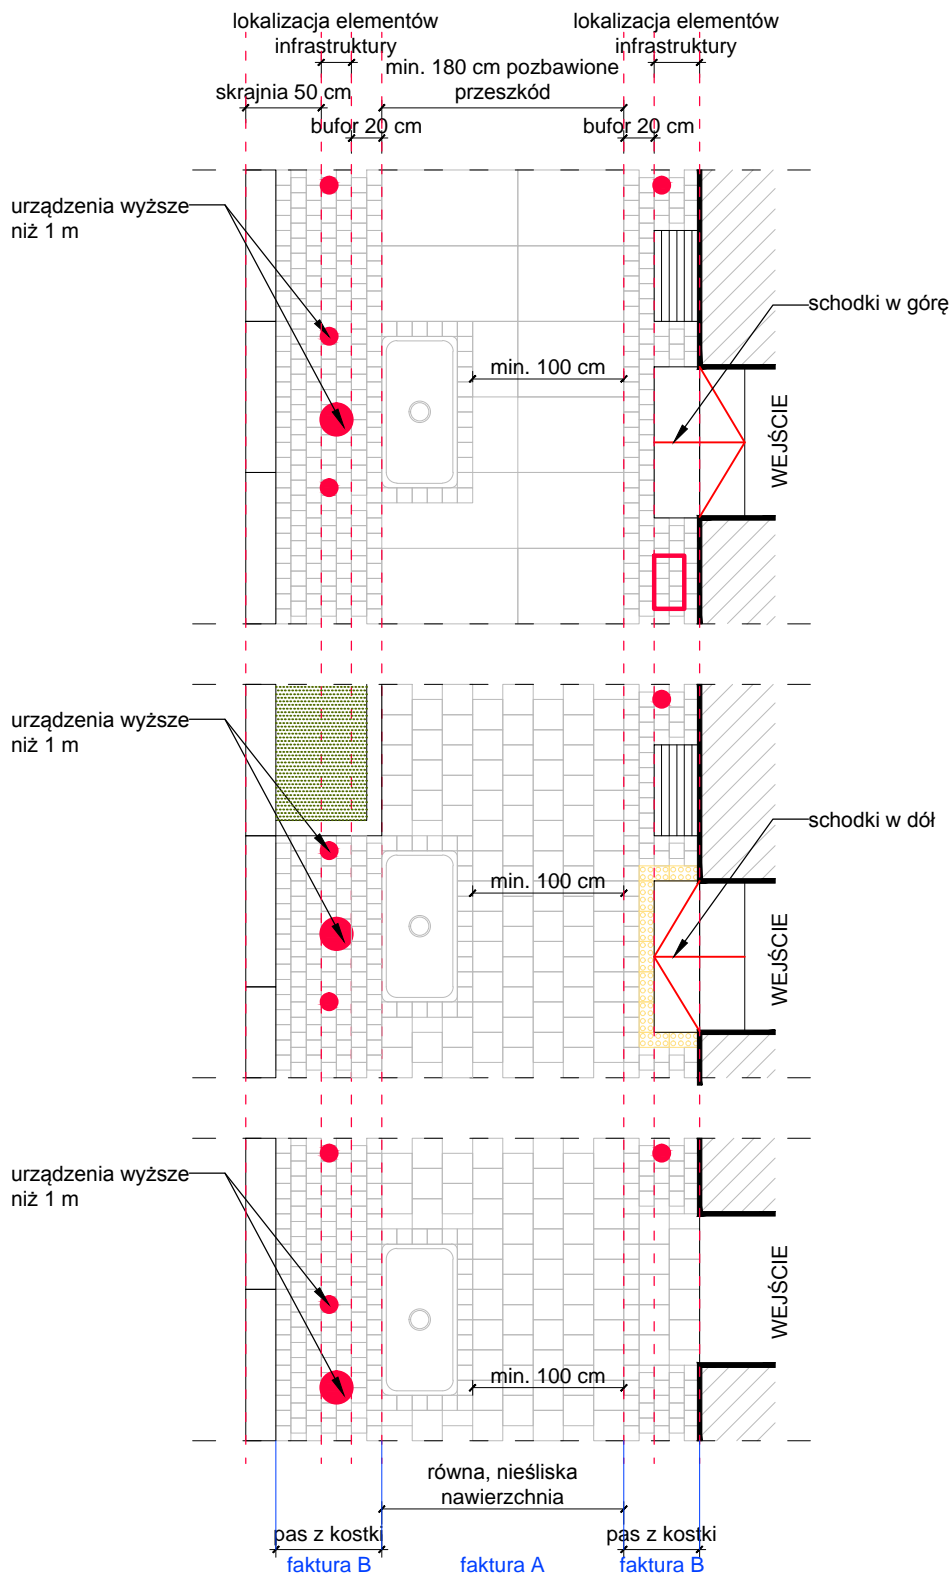 lokalizacja elementów
infrastruktury
lokalizacja elementów
infrastruktury
min. 180 cm pozbawione
przeszkód
skrajnia 50 cm
bufor 20 cm
bufor 20 cm
urządzenia wyższe
niż 1 m
schodki w górę
min. 100 cm
WEJŚCIE
urządzenia wyższe
niż 1 m
schodki w dół
min. 100 cm
WEJŚCIE
urządzenia wyższe
niż 1 m
WEJŚCIE
min. 100 cm
równa, nieśliska
nawierzchnia
pas z kostki
pas z kostki
faktura B
faktura A
faktura B